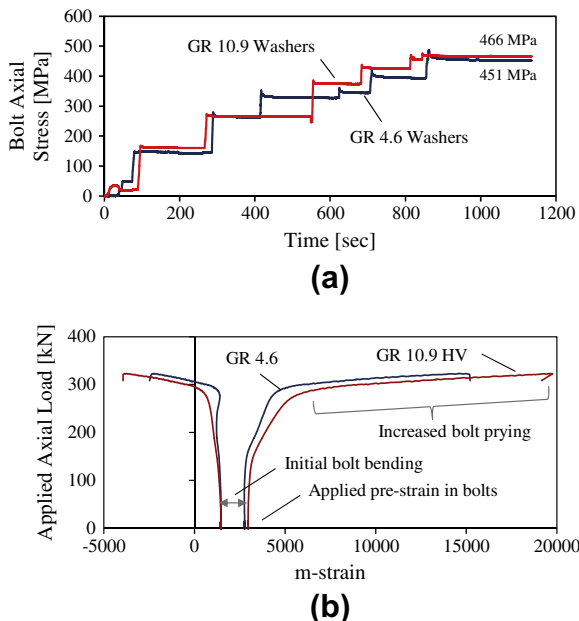 600
500
400
300
200
100
0
Bolt Axial
Stress [MPa]
GR 10.9 Washers
GR 4.6 Washers
466 MPa
451 MPa
0 200 400 600 800 1000 1200
Time [sec]
(a)
400
300
200
100
0
Applied Axial Load [kN]
GR 4.6
GR 10.9 HV
Increased bolt prying
Initial bolt bending
Applied pre-strain in bolts
-5000 0 5000 10000 15000 20000
m-strain
(b)